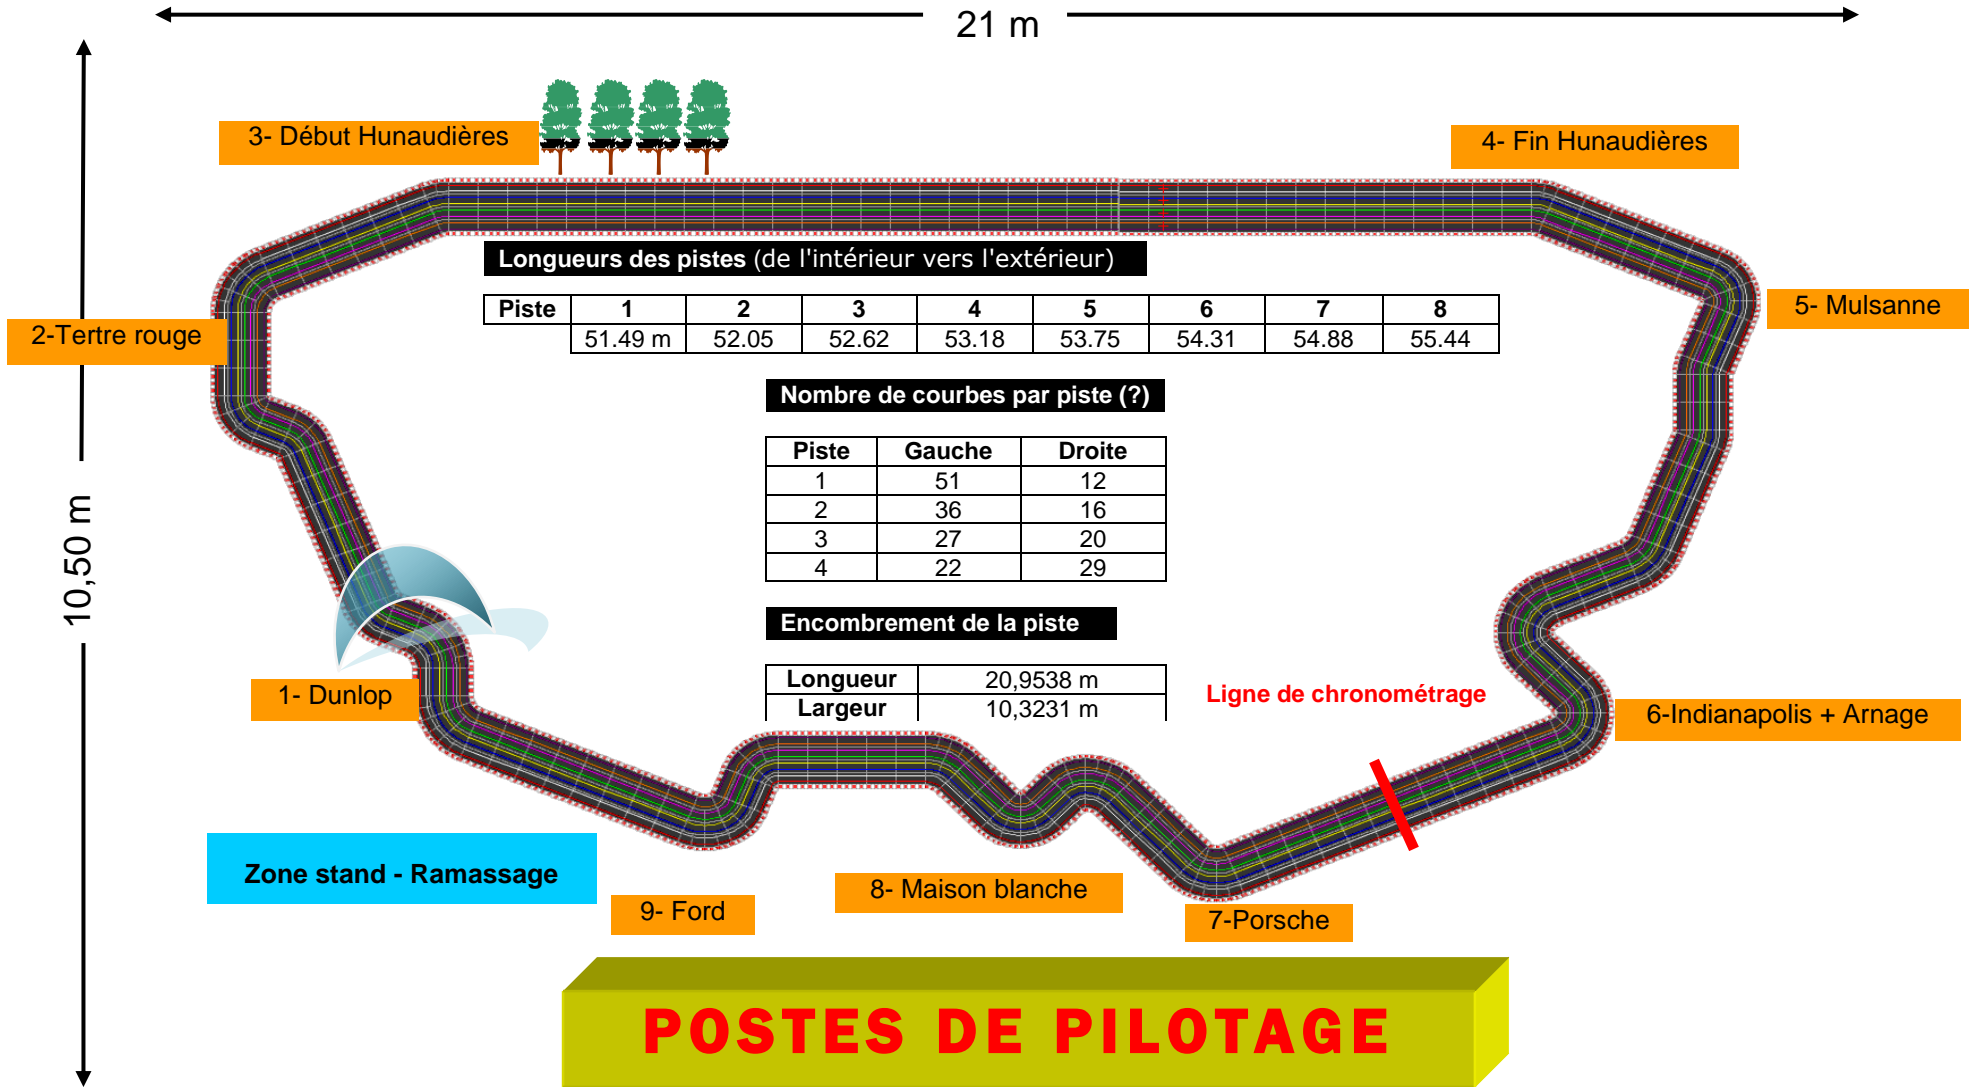 21 m
10,50 m
3- Début Hunaudières
4- Fin Hunaudières
Longueurs des pistes (de l'intérieur vers l'extérieur)
Piste 1 2 3 4 5 6 7 8
51.49 m 52.05 52.62 53.18 53.75 54.31 54.88 55.44
2-Tertre rouge
5- Mulsanne
Nombre de courbes par piste (?)
Piste Gauche Droite
1 51 12
2 36 16
3 27 20
4 22 29
Encombrement de la piste
Longueur 20,9538 m
Largeur 10,3231 m
1- Dunlop
Ligne de chronométrage
6-Indianapolis + Arnage
Zone stand - Ramassage
9- Ford
8- Maison blanche
7-Porsche
POSTES DE PILOTAGE